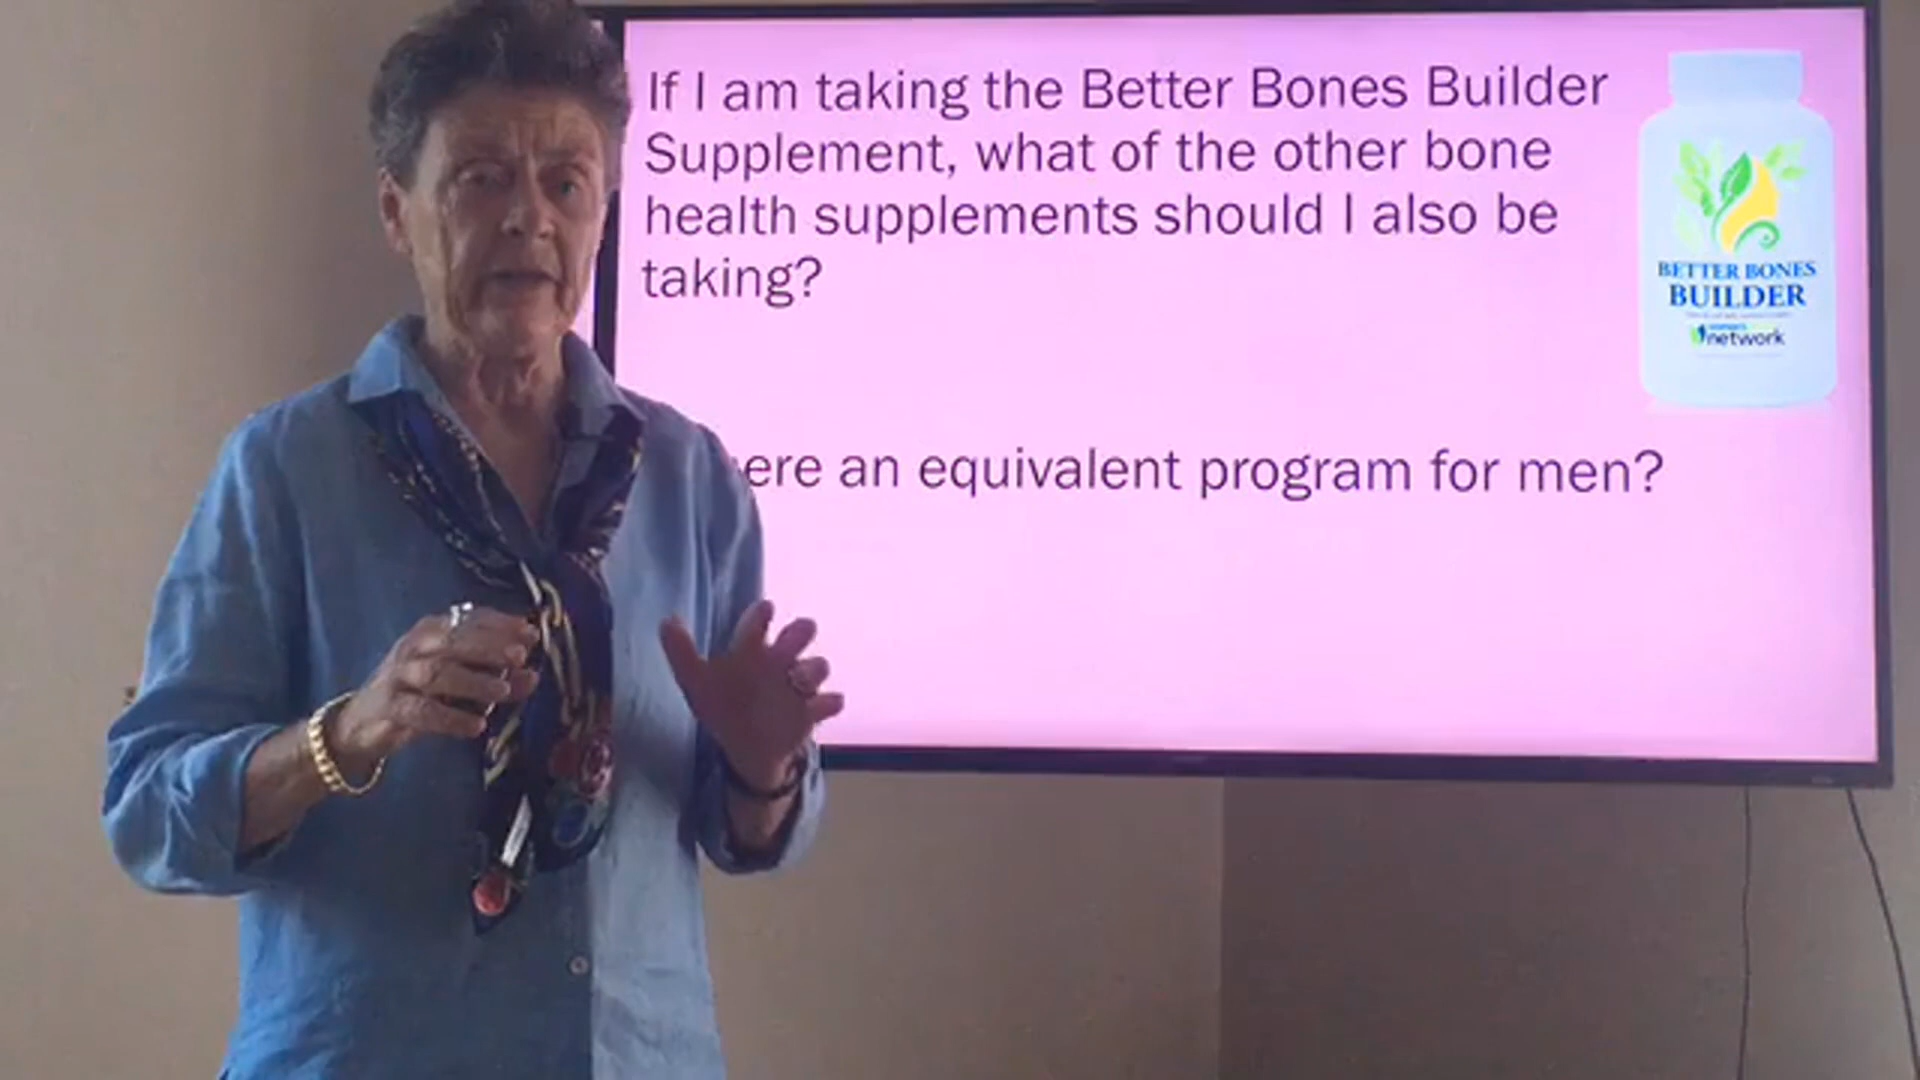 If I am taking the Better Bones Builder
Supplement, what of the other bone
health supplements should I also be
taking?
BETTER BONES
BUILDER
network
ere an equivalent program for men?